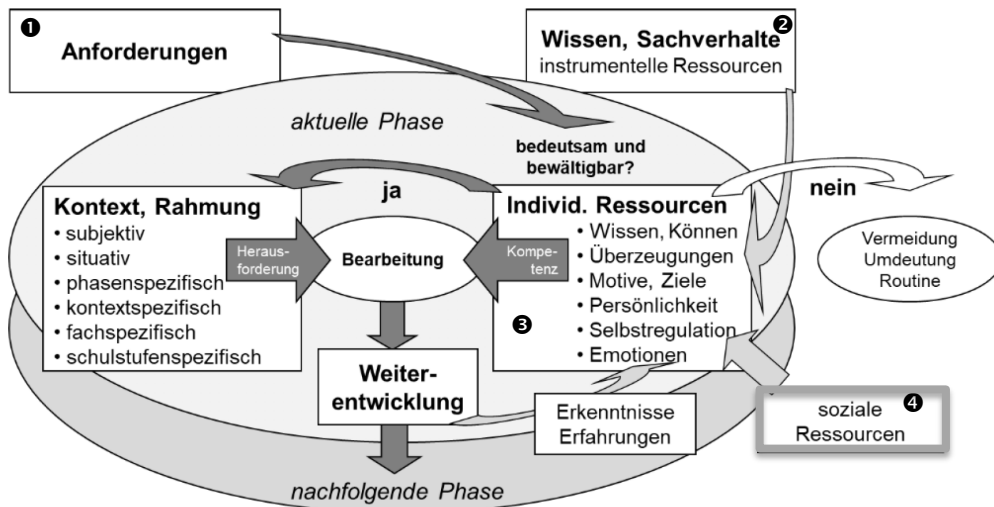 ❶
Anforderungen
❷
Wissen, Sachverhalte
instrumentelle Ressourcen
aktuelle Phase
bedeutsam und
bewältigbar?
ja
nein
Kontext, Rahmung
• subjektiv
• situativ
• phasenspezifisch
• kontextspezifisch
• fachspezifisch
• schulstufenspezifisch
Heraus-
forderung
Bearbeitung
Kompe-
tenz
Individ. Ressourcen
• Wissen, Können
• Überzeugungen
• Motive, Ziele
• Persönlichkeit
• Selbstregulation
• Emotionen
❸
Vermeidung
Umdeutung
Routine
Weiter-
entwicklung
Erkenntnisse
Erfahrungen
soziale
Ressourcen
❹
nachfolgende Phase